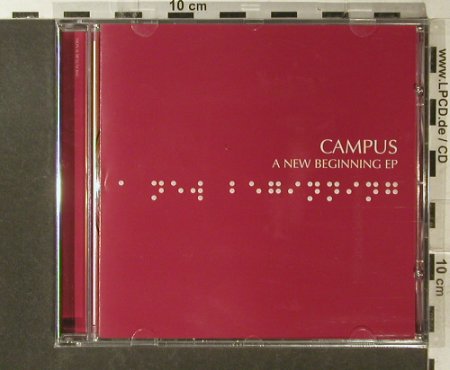 10 cm
www.LPCD.de / CD
CAMPUS
A NEW BEGINNING EP
⠁ ⠝⠑⠺ ⠃⠑⠛⠊⠝⠝⠊⠝⠛
10 cm